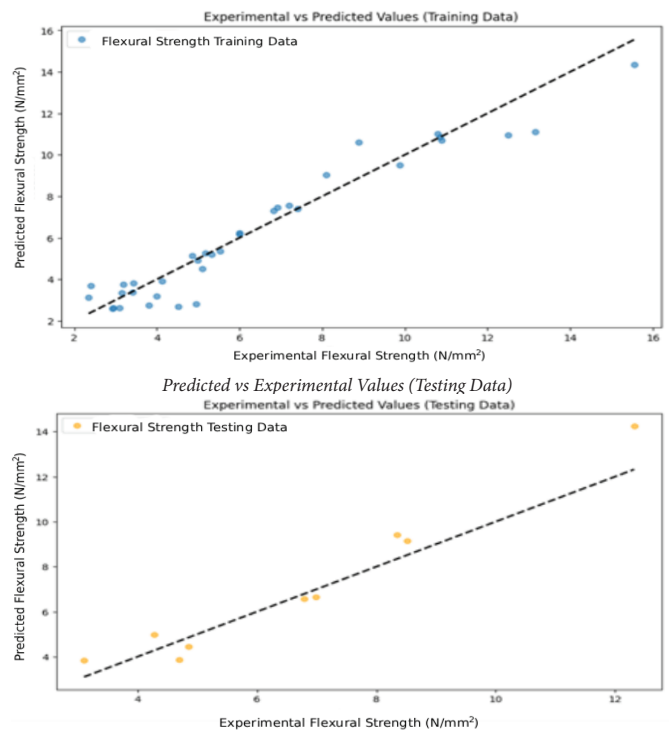 Experimental vs Predicted Values (Training Data)
Flexural Strength Training Data
Predicted Flexural Strength (N/mm²)
16
14
12
10
8
6
4
2
2 4 6 8 10 12 14 16
Experimental Flexural Strength (N/mm²)
Predicted vs Experimental Values (Testing Data)
Experimental vs Predicted Values (Testing Data)
Flexural Strength Testing Data
Predicted Flexural Strength (N/mm²)
14
12
10
8
6
4
4 6 8 10 12
Experimental Flexural Strength (N/mm²)